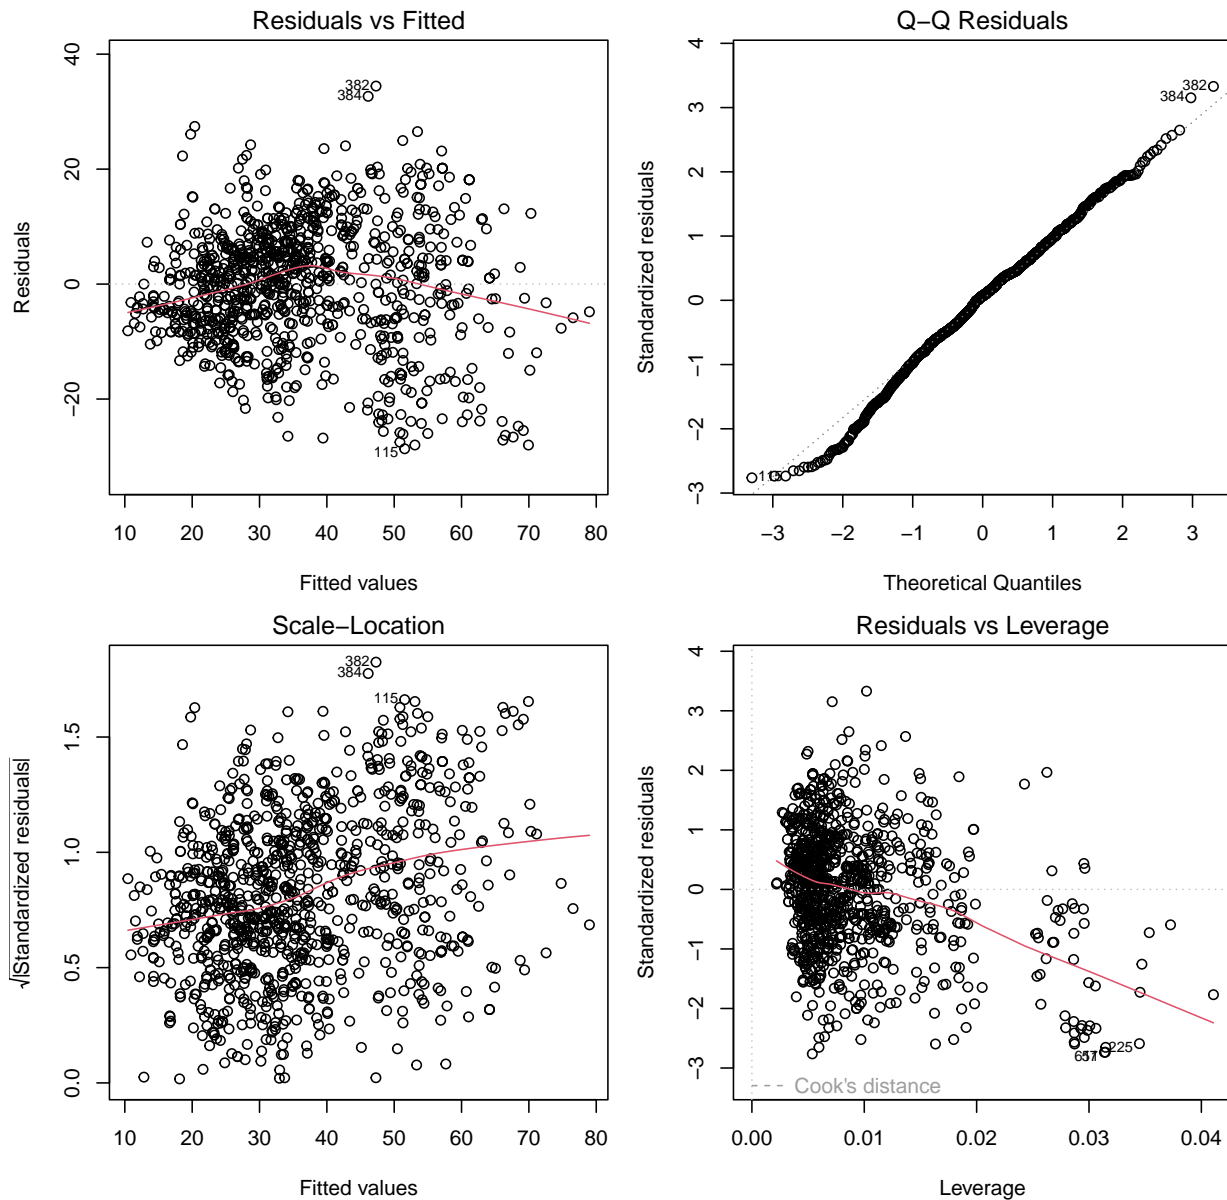 Residuals vs Fitted
Residuals
40
20
0
−20
382
384
115
10 20 30 40 50 60 70 80
Fitted values
Q−Q Residuals
Standardized residuals
4
3
2
1
0
−1
−2
−3
382
384
115
−3 −2 −1 0 1 2 3
Theoretical Quantiles
Scale−Location
√|Standardized residuals|
1.5
1.0
0.5
0.0
382
384
115
10 20 30 40 50 60 70 80
Fitted values
Residuals vs Leverage
Standardized residuals
4
3
2
1
0
−1
−2
−3
225
Cook's distance
0.00 0.01 0.02 0.03 0.04
Leverage